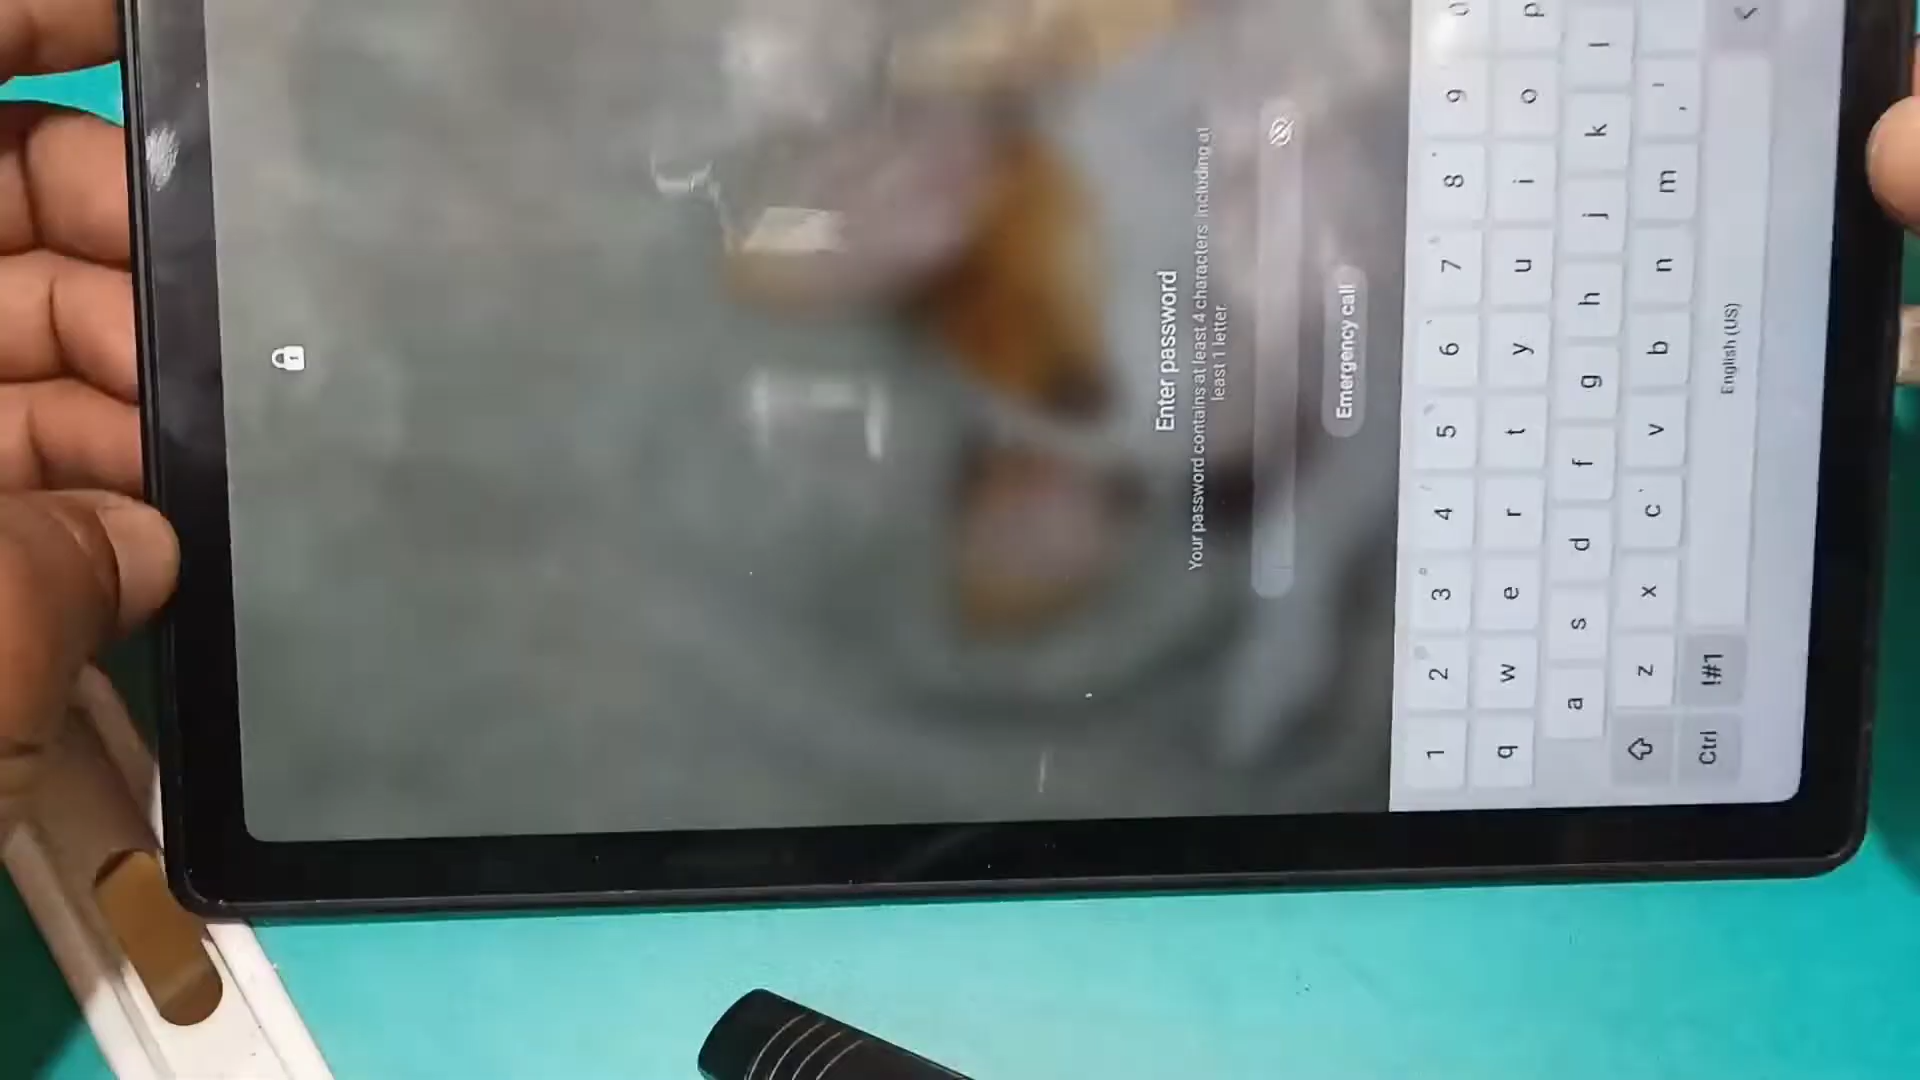 Enter password
Your password contains at least 4 characters, including at
least 1 letter.
Emergency call
1 2 3 4 5 6 7 8 9
q w e r t y u i o p
a s d f g h j k l
z x c v b n m
Ctrl !#1 English (US)